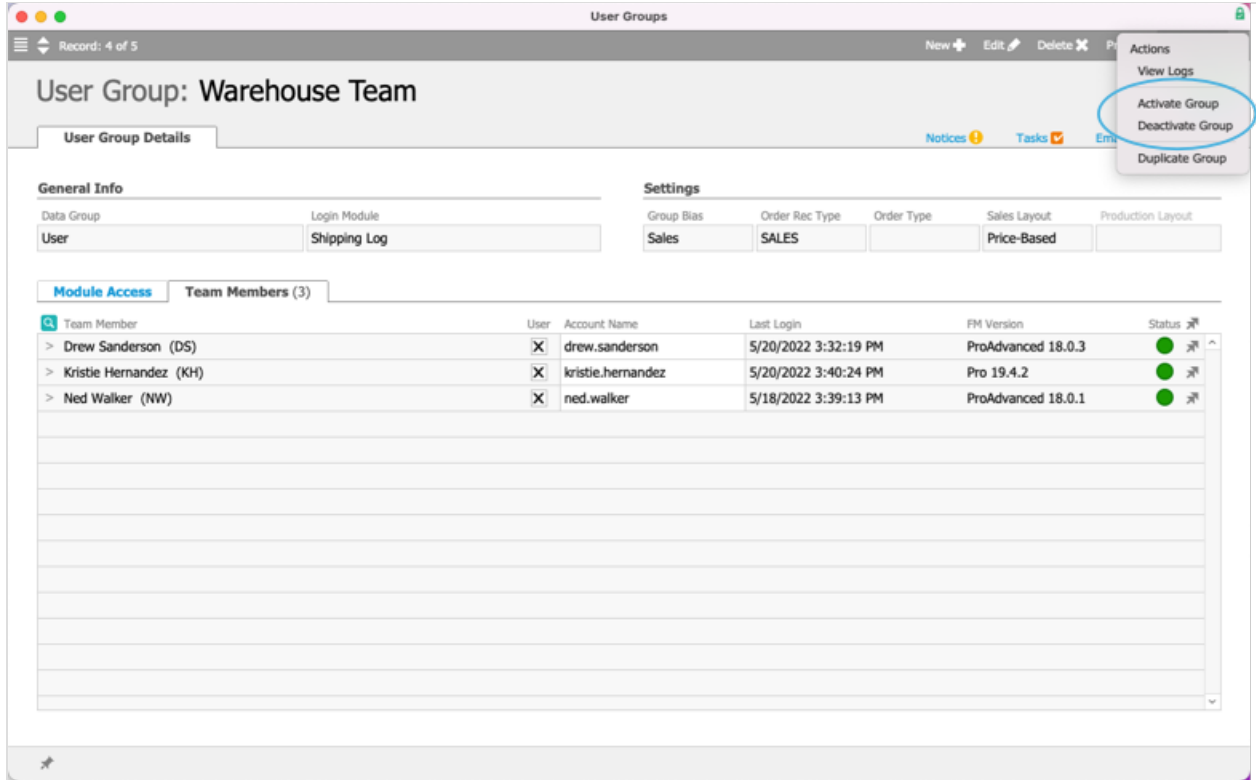 User Groups
Record: 4 of 5 New Edit Delete
Actions
View Logs
Activate Group
Deactivate Group
Duplicate Group
User Group: Warehouse Team
User Group Details Notices Tasks
General Info Settings
Data Group Login Module Group Bias Order Rec Type Order Type Sales Layout Production Layout
User Shipping Log Sales SALES Price-Based
Module Access Team Members (3)
Team Member User Account Name Last Login FM Version Status
> Drew Sanderson (DS) X drew.sanderson 5/20/2022 3:32:19 PM ProAdvanced 18.0.3
> Kristie Hernandez (KH) X kristie.hernandez 5/20/2022 3:40:24 PM Pro 19.4.2
> Ned Walker (NW) X ned.walker 5/18/2022 3:39:13 PM ProAdvanced 18.0.1